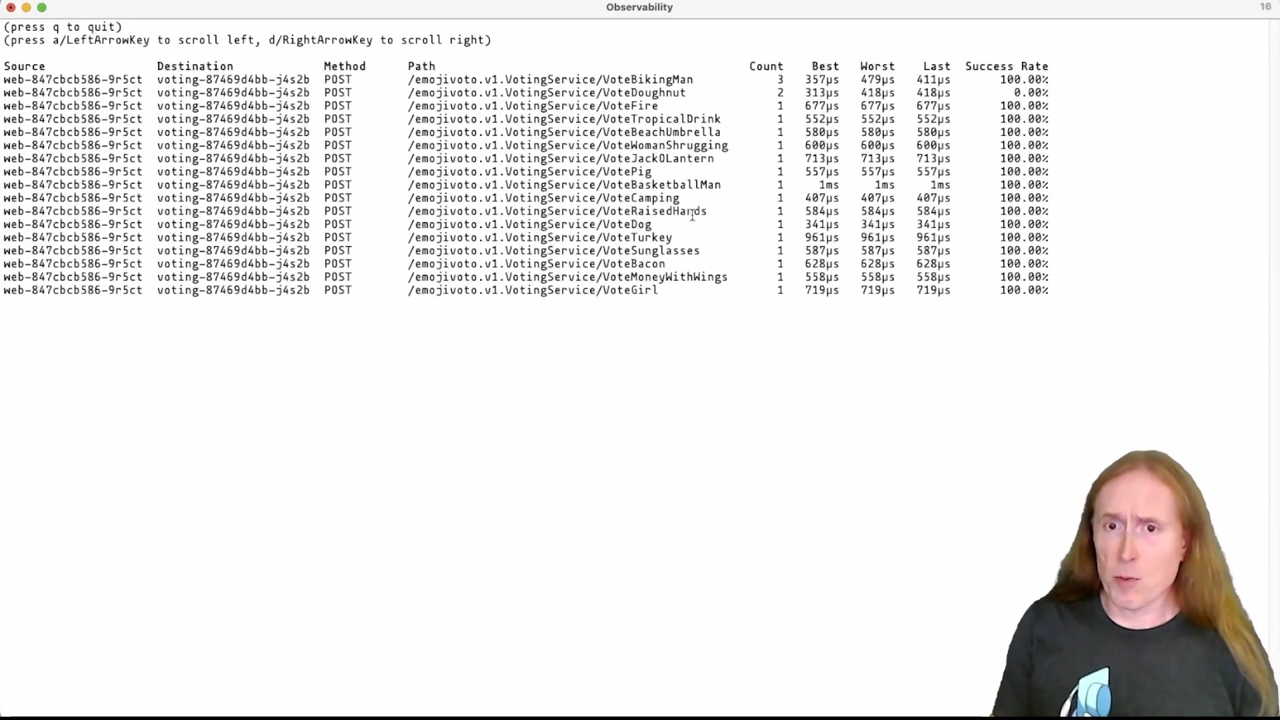 Observability
16
(press q to quit)
(press a/LeftArrowKey to scroll left, d/RightArrowKey to scroll right)
Source Destination Method Path Count Best Worst Last Success Rate
web-847cbcb586-9r5ct voting-87469d4bb-j4s2b POST /emojivoto.v1.VotingService/VoteBikingMan 3 357µs 479µs 411µs 100.00%
web-847cbcb586-9r5ct voting-87469d4bb-j4s2b POST /emojivoto.v1.VotingService/VoteDoughnut 2 313µs 418µs 418µs 0.00%
web-847cbcb586-9r5ct voting-87469d4bb-j4s2b POST /emojivoto.v1.VotingService/VoteFire 1 677µs 677µs 677µs 100.00%
web-847cbcb586-9r5ct voting-87469d4bb-j4s2b POST /emojivoto.v1.VotingService/VoteTropicalDrink 1 552µs 552µs 552µs 100.00%
web-847cbcb586-9r5ct voting-87469d4bb-j4s2b POST /emojivoto.v1.VotingService/VoteBeachUmbrella 1 580µs 580µs 580µs 100.00%
web-847cbcb586-9r5ct voting-87469d4bb-j4s2b POST /emojivoto.v1.VotingService/VoteWomanShrugging 1 600µs 600µs 600µs 100.00%
web-847cbcb586-9r5ct voting-87469d4bb-j4s2b POST /emojivoto.v1.VotingService/VoteJackOLantern 1 713µs 713µs 713µs 100.00%
web-847cbcb586-9r5ct voting-87469d4bb-j4s2b POST /emojivoto.v1.VotingService/VotePig 1 557µs 557µs 557µs 100.00%
web-847cbcb586-9r5ct voting-87469d4bb-j4s2b POST /emojivoto.v1.VotingService/VoteBasketballMan 1 1ms 1ms 1ms 100.00%
web-847cbcb586-9r5ct voting-87469d4bb-j4s2b POST /emojivoto.v1.VotingService/VoteCamping 1 407µs 407µs 407µs 100.00%
web-847cbcb586-9r5ct voting-87469d4bb-j4s2b POST /emojivoto.v1.VotingService/VoteRaisedHands 1 584µs 584µs 584µs 100.00%
web-847cbcb586-9r5ct voting-87469d4bb-j4s2b POST /emojivoto.v1.VotingService/VoteDog 1 341µs 341µs 341µs 100.00%
web-847cbcb586-9r5ct voting-87469d4bb-j4s2b POST /emojivoto.v1.VotingService/VoteTurkey 1 961µs 961µs 961µs 100.00%
web-847cbcb586-9r5ct voting-87469d4bb-j4s2b POST /emojivoto.v1.VotingService/VoteSunglasses 1 587µs 587µs 587µs 100.00%
web-847cbcb586-9r5ct voting-87469d4bb-j4s2b POST /emojivoto.v1.VotingService/VoteBacon 1 628µs 628µs 628µs 100.00%
web-847cbcb586-9r5ct voting-87469d4bb-j4s2b POST /emojivoto.v1.VotingService/VoteMoneyWithWings 1 558µs 558µs 558µs 100.00%
web-847cbcb586-9r5ct voting-87469d4bb-j4s2b POST /emojivoto.v1.VotingService/VoteGirl 1 719µs 719µs 719µs 100.00%